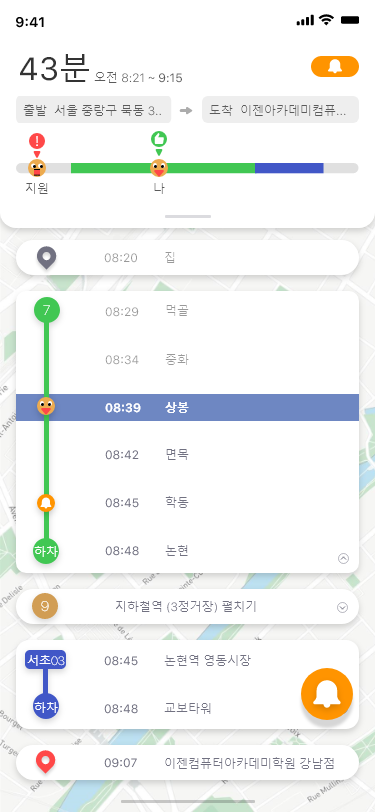 9:41
43분 오전 8:21 ~ 9:15
출발 서울 중랑구 묵동 3.. 도착 이젠아카데미컴퓨...
지원 나
08:20 집
7 08:29 먹골
08:34 중화
08:39 상봉
08:42 면목
08:45 학동
하차 08:48 논현
9 지하철역 (3정거장) 펼치기
서초03 08:45 논현역 영동시장
하차 08:48 교보타워
09:07 이젠컴퓨터아카데미학원 강남점